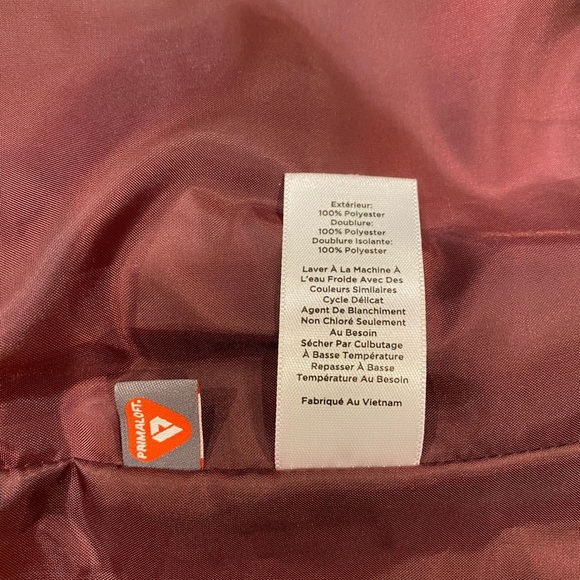 Extérieur:
100% Polyester
Doublure:
100% Polyester
Doublure Isolante:
100% Polyester
Laver À La Machine À
L'eau Froide Avec Des
Couleurs Similaires
Cycle Délicat
Agent De Blanchiment
Non Chloré Seulement
Au Besoin
Sécher Par Culbutage
À Basse Température
Repasser À Basse
Température Au Besoin
Fabriqué Au Vietnam
PRIMALOFT®